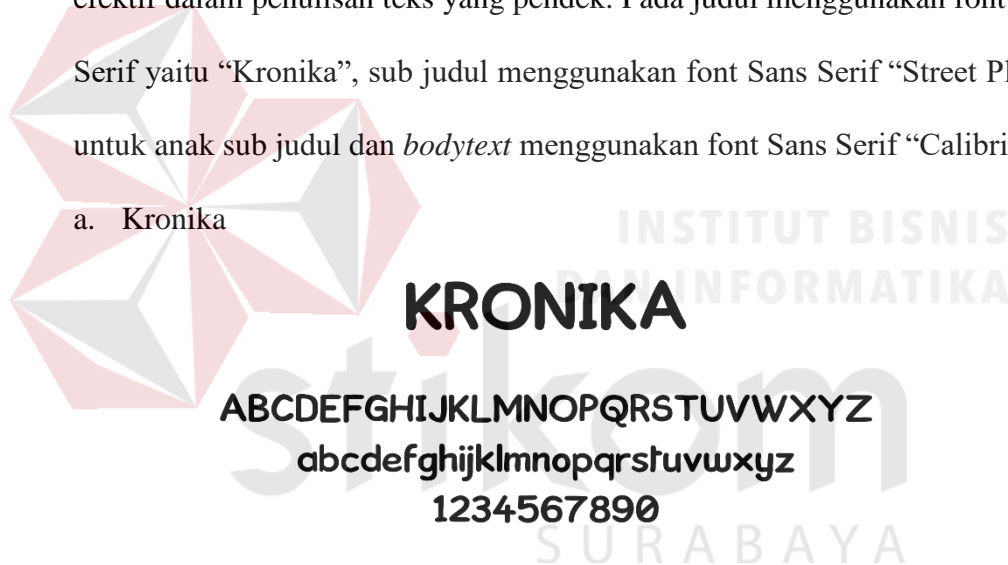 efektif dalam penulisan teks yang pendek. Pada judul menggunakan font
Serif yaitu “Kronika”, sub judul menggunakan font Sans Serif “Street
untuk anak sub judul dan bodytext menggunakan font Sans Serif “Calibri
a. Kronika
INSTITUT BISNIS
DAN INFORMATIKA
KRONIKA
stikom
ABCDEFGHIJKLMNOPQRSTUVWXYZ
abcdefghijklmnopqrstuvwxyz
1234567890
SURABAYA